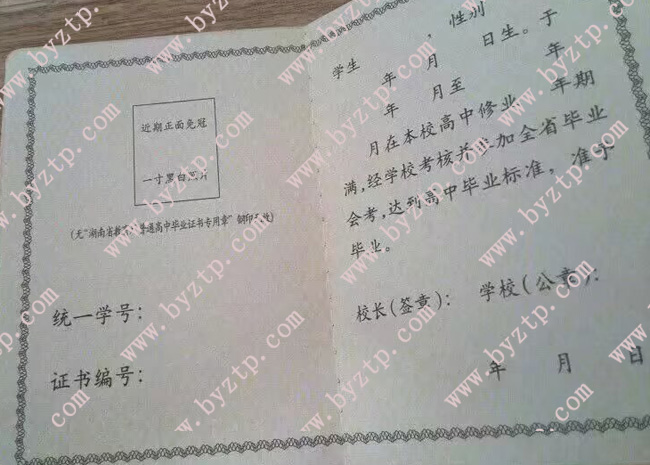 近期正面免冠
一寸黑白照片
统一学号：
证书编号：
学生
，性别
年 月 日生。于
年 月至 年
月在本校高中修业 年期
满，经学校考核并参加全省毕业
会考，达到高中毕业标准，准予
毕业。
校长（签章）： 学校（公章）：
年 月 日
www.byztp.com